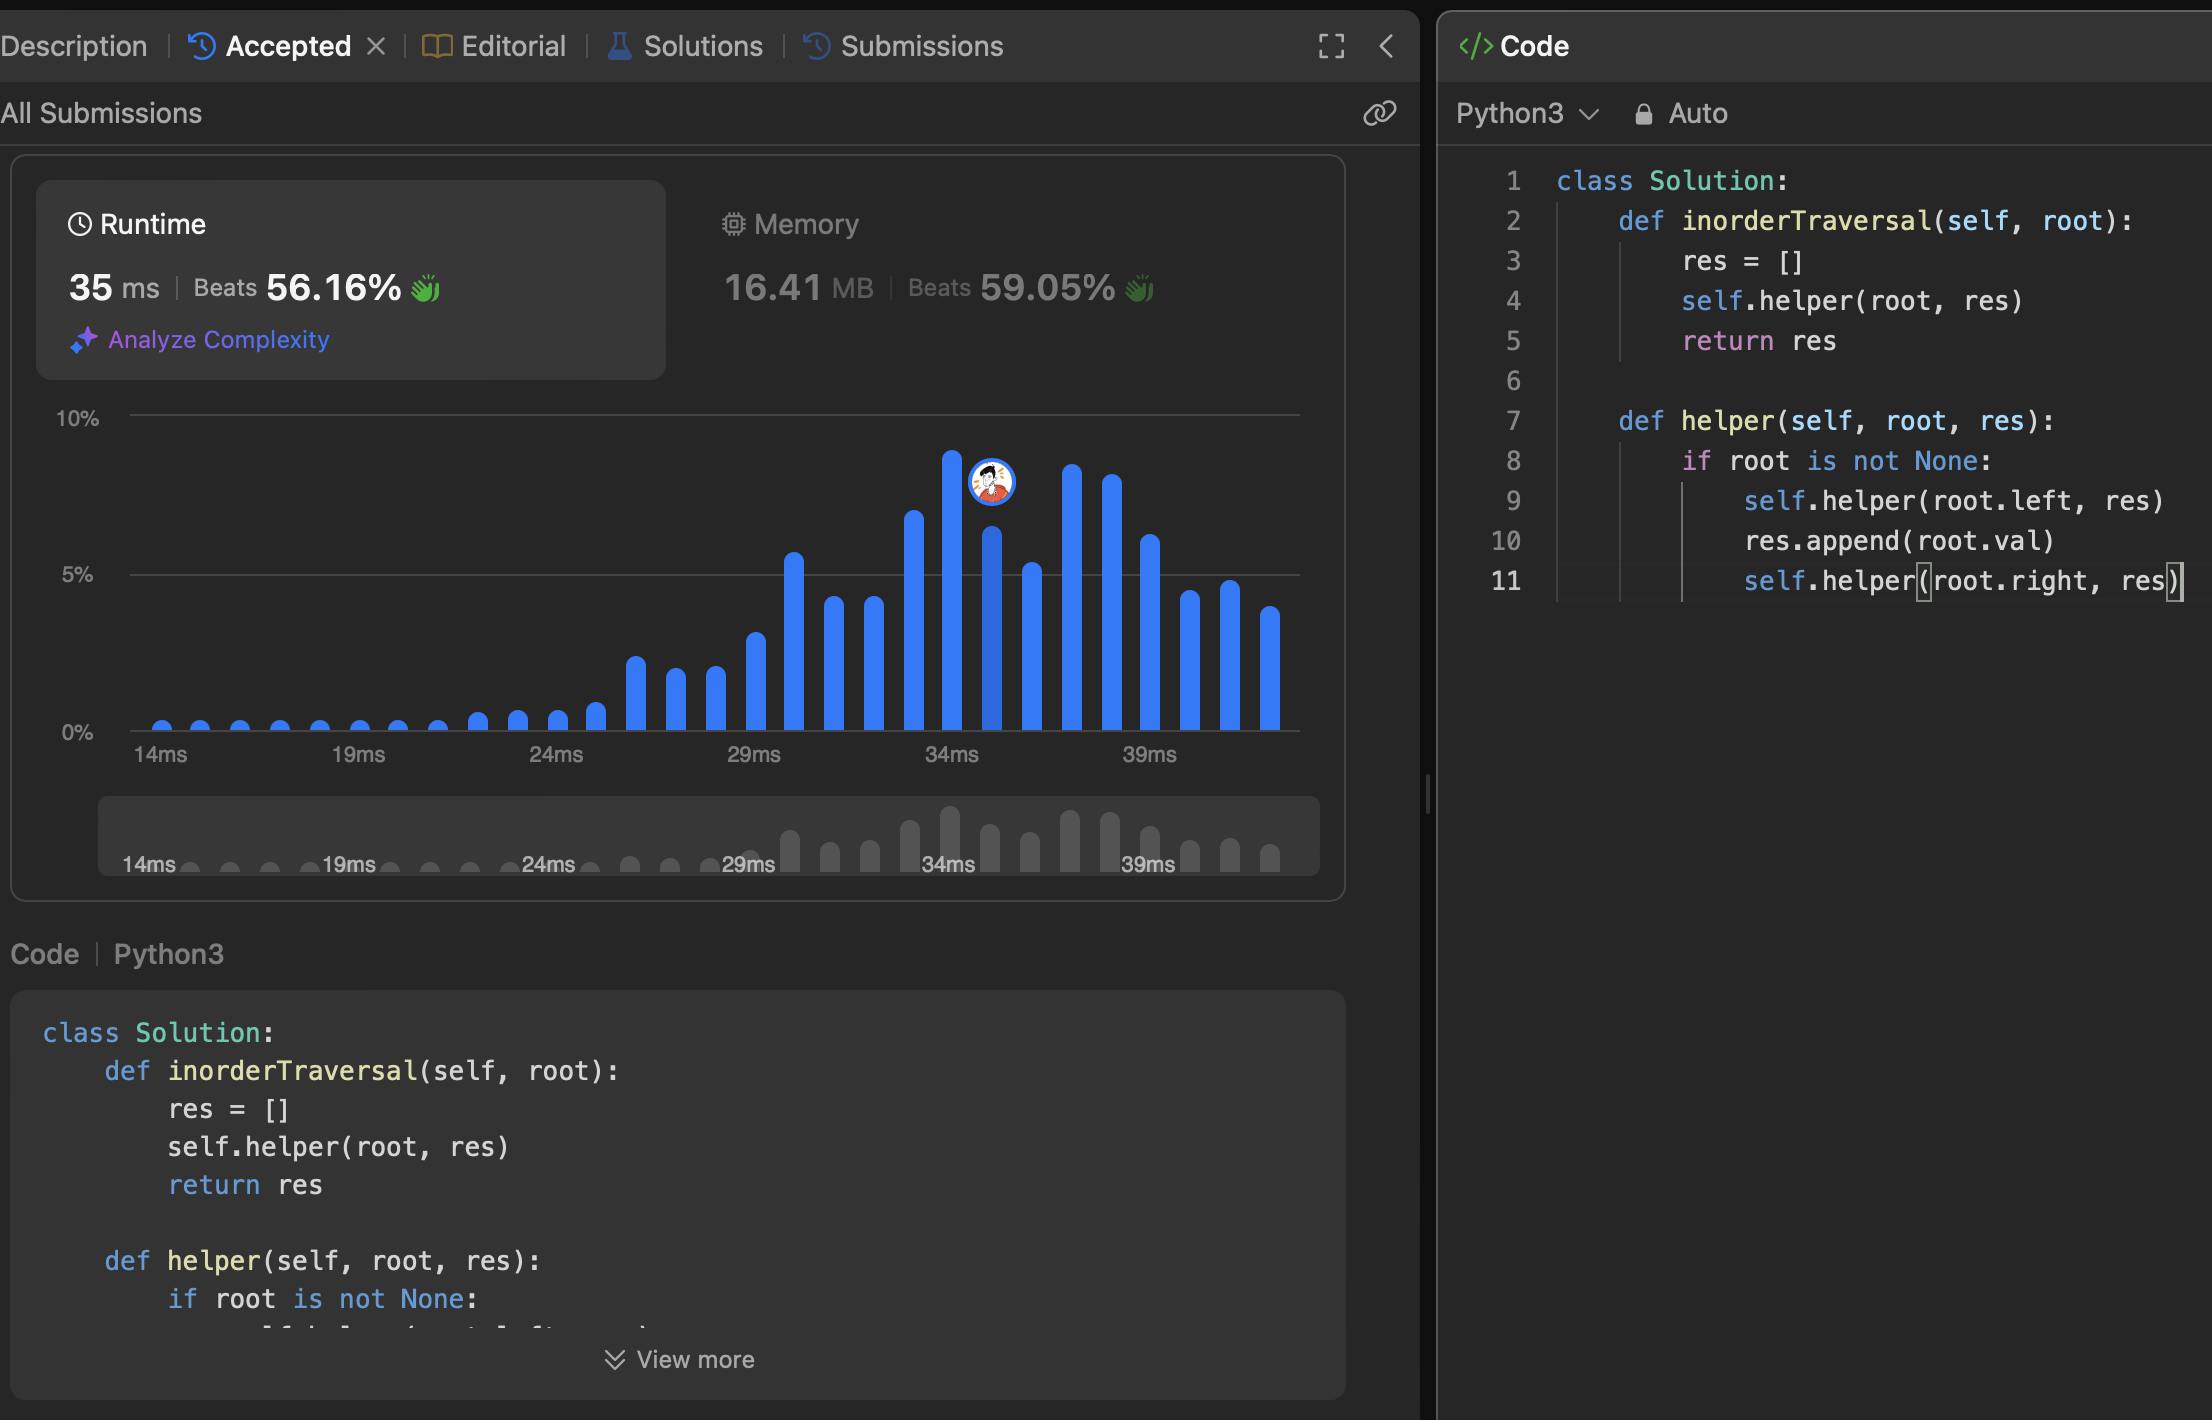 Description | Accepted | Editorial | Solutions | Submissions
All Submissions
Runtime
35 ms | Beats 56.16%
Analyze Complexity
Memory
16.41 MB | Beats 59.05%
10%
5%
0%
14ms 19ms 24ms 29ms 34ms 39ms
14ms 19ms 24ms 29ms 34ms 39ms
Code | Python3
class Solution:
    def inorderTraversal(self, root):
        res = []
        self.helper(root, res)
        return res

    def helper(self, root, res):
        if root is not None:
View more
</> Code
Python3 Auto
1 class Solution:
2     def inorderTraversal(self, root):
3         res = []
4         self.helper(root, res)
5         return res
6
7     def helper(self, root, res):
8         if root is not None:
9             self.helper(root.left, res)
10             res.append(root.val)
11             self.helper(root.right, res)